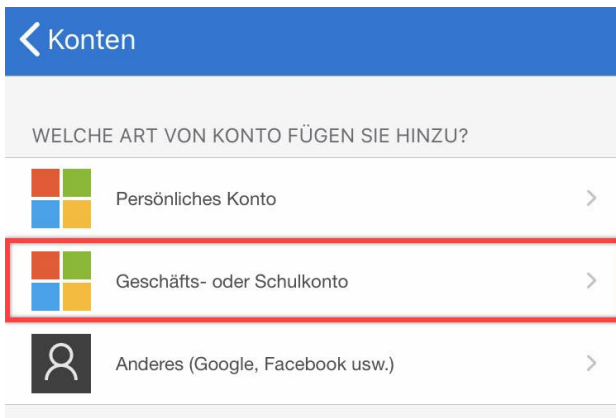 Konten
WELCHE ART VON KONTO FÜGEN SIE HINZU?
Persönliches Konto
Geschäfts- oder Schulkonto
Anderes (Google, Facebook usw.)